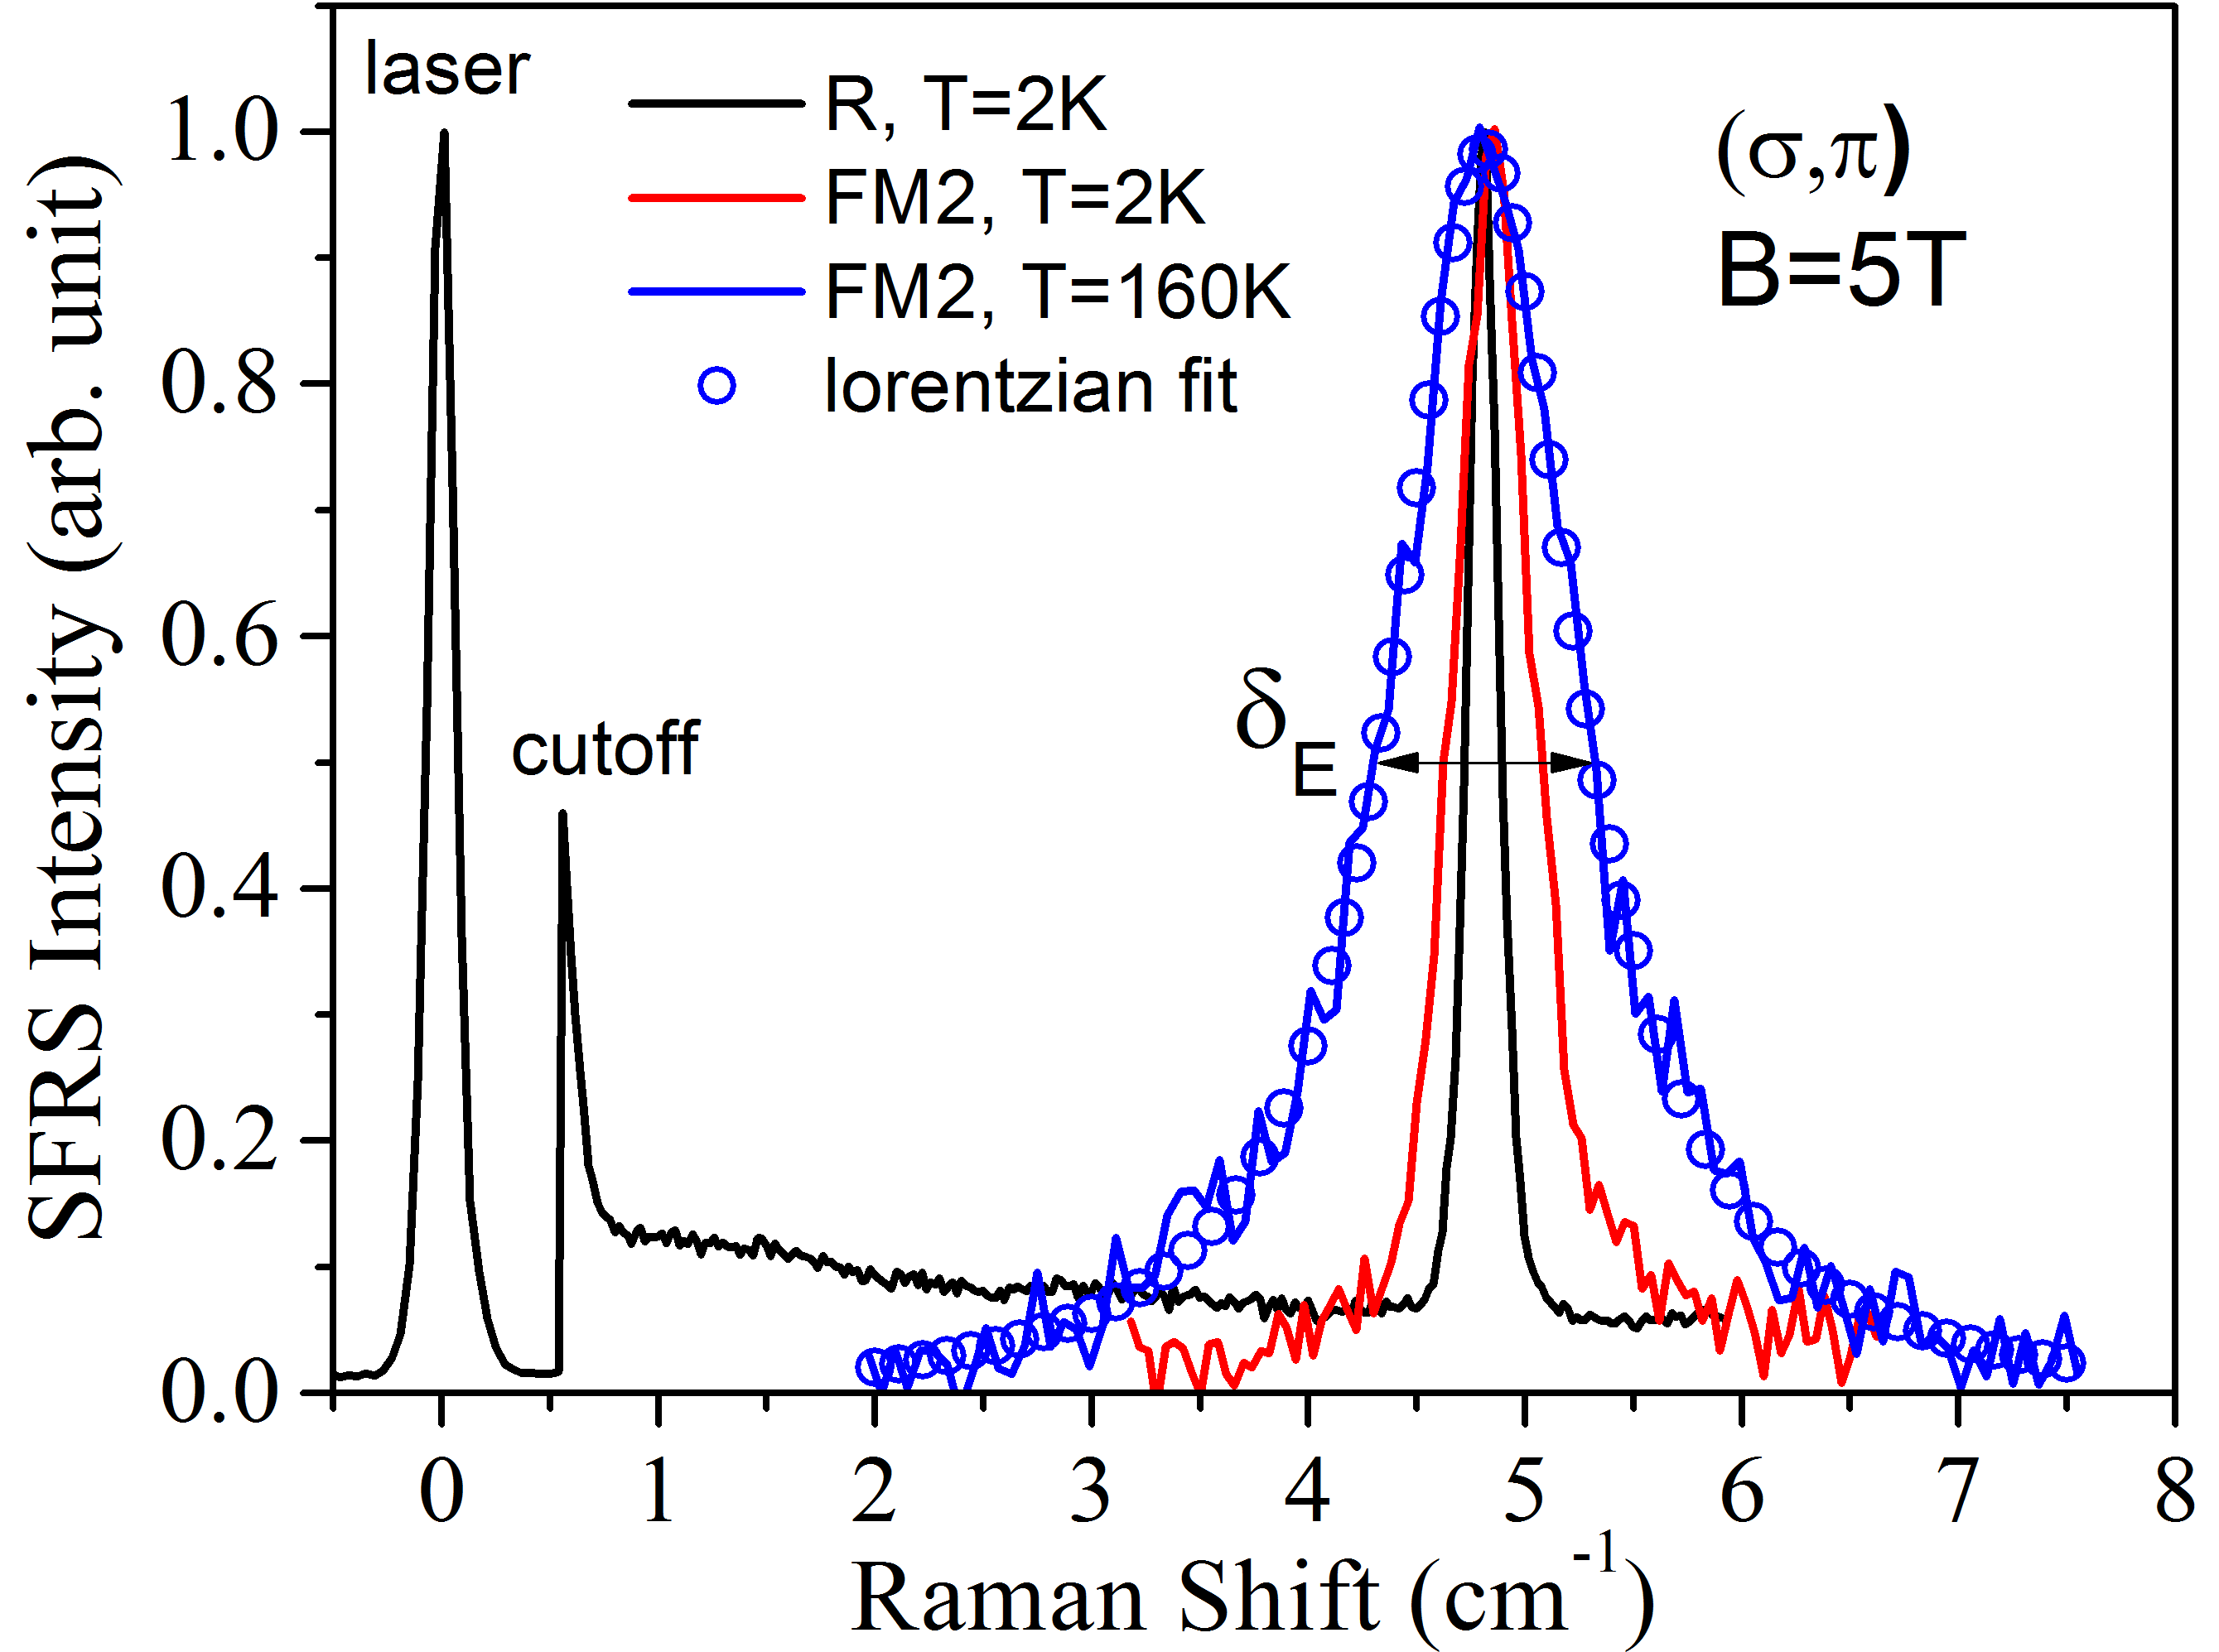 laser
R, T=2K
FM2, T=2K
FM2, T=160K
lorentzian fit
(σ,π)
B=5T
cutoff
δE
SFRS Intensity (arb. unit)
1.0
0.8
0.6
0.4
0.2
0.0
0 1 2 3 4 5 6 7 8
Raman Shift (cm-1)